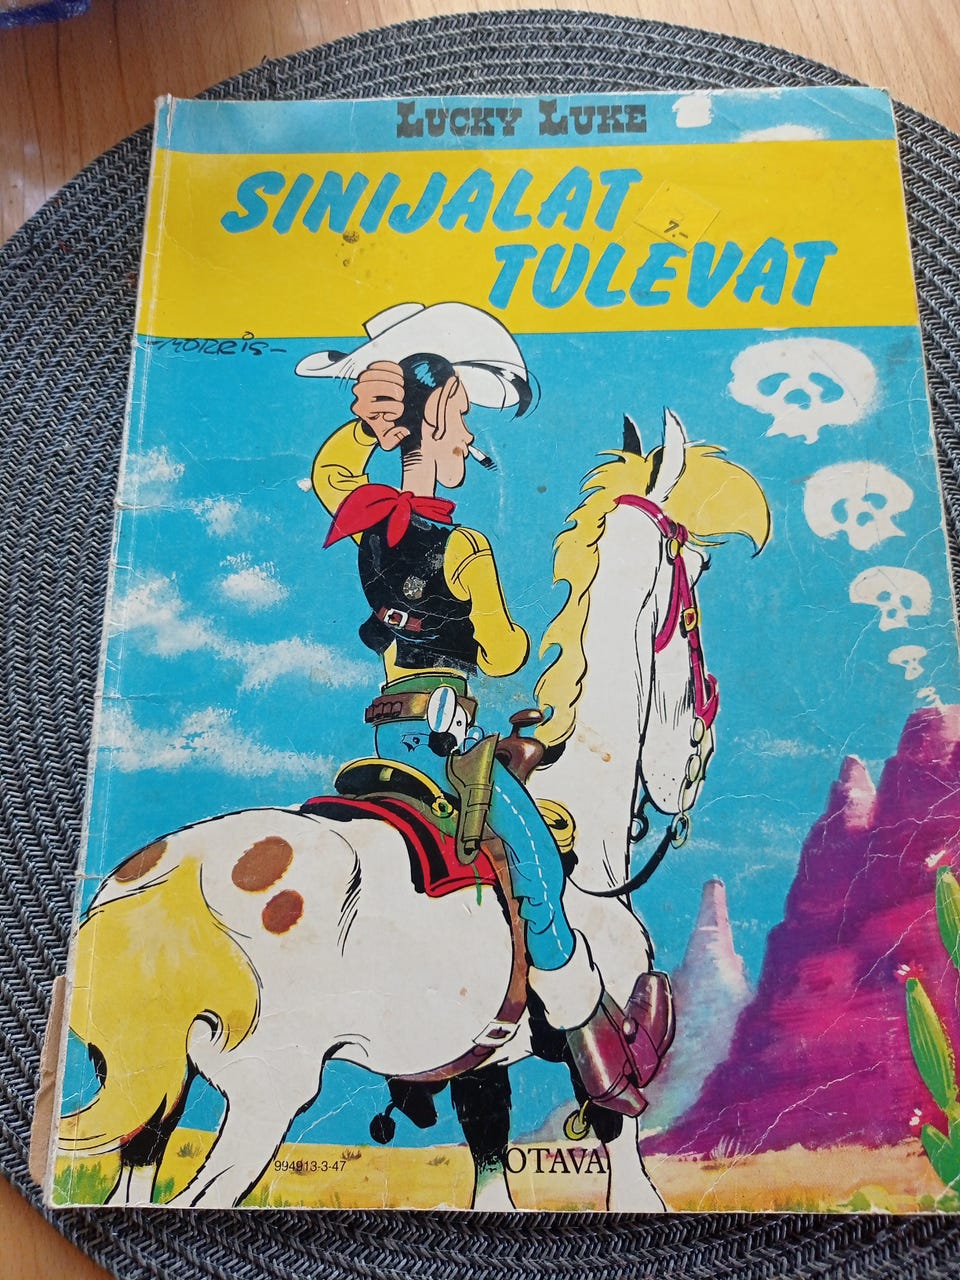 LUCKY LUKE
SINIJALAT
TULEVAT
7.-
-MORRIS-
994913-3-47
OTAVA